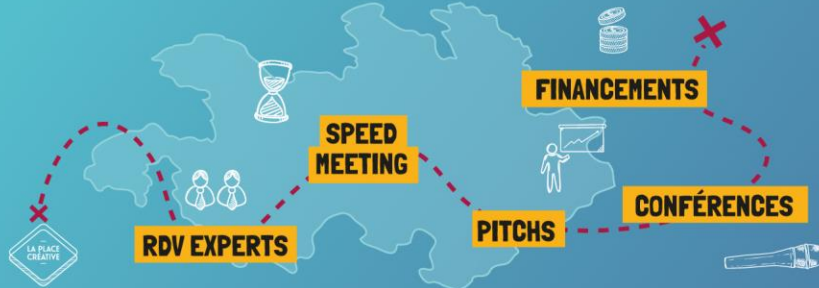 LA PLACE
CRÉATIVE
RDV EXPERTS
SPEED
MEETING
PITCHS
CONFÉRENCES
FINANCEMENTS